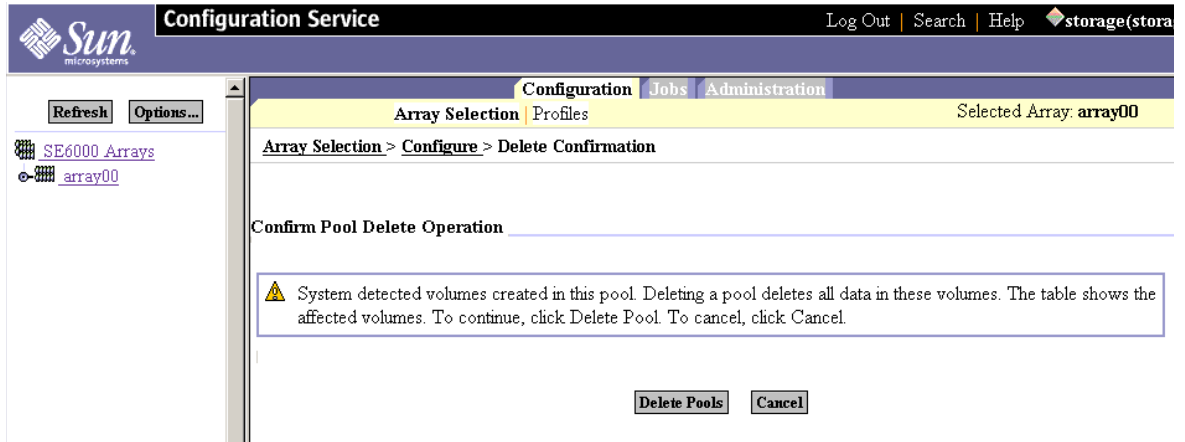 Configuration Service
Log Out | Search | Help storage(stora
Sun
microsystems
Configuration Jobs Administration
Refresh Options...
Array Selection | Profiles Selected Array: array00
SE6000 Arrays
array00
Array Selection > Configure > Delete Confirmation
Confirm Pool Delete Operation
System detected volumes created in this pool. Deleting a pool deletes all data in these volumes. The table shows the
affected volumes. To continue, click Delete Pool. To cancel, click Cancel.
Delete Pools Cancel